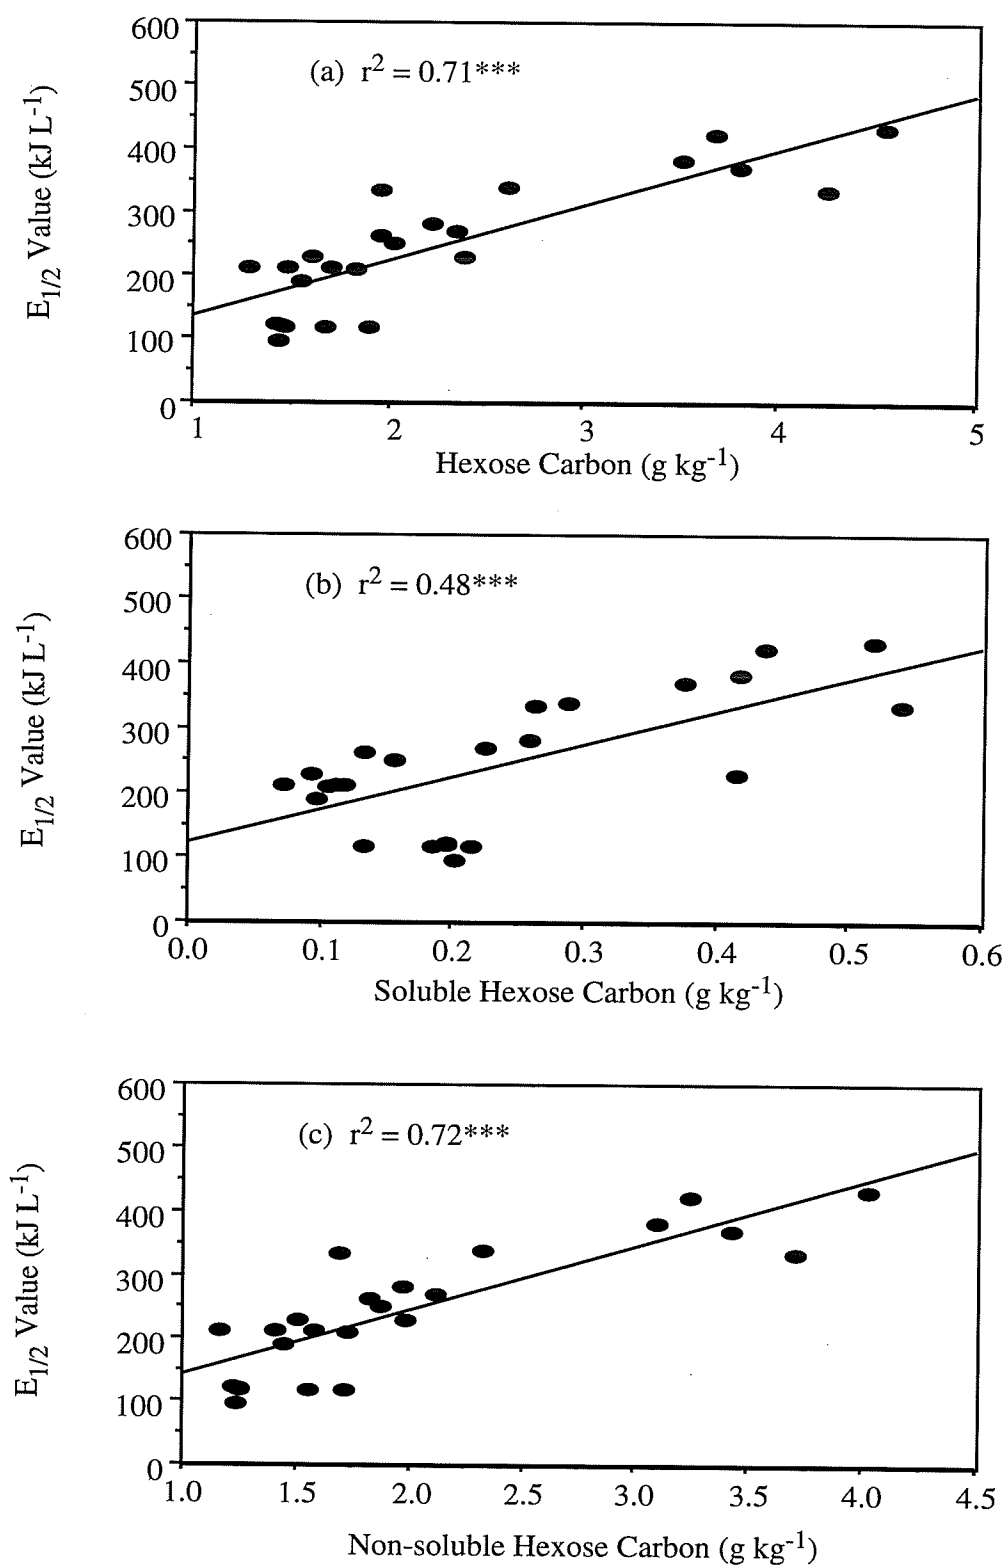 600
(a) r2 = 0.71***
500
400
300
200
100
0
E1/2 Value (kJ L-1)
1 2 3 4 5
Hexose Carbon (g kg-1)
600
(b) r2 = 0.48***
500
400
300
200
100
0
E1/2 Value (kJ L-1)
0.0 0.1 0.2 0.3 0.4 0.5 0.6
Soluble Hexose Carbon (g kg-1)
600
(c) r2 = 0.72***
500
400
300
200
100
0
E1/2 Value (kJ L-1)
1.0 1.5 2.0 2.5 3.0 3.5 4.0 4.5
Non-soluble Hexose Carbon (g kg-1)